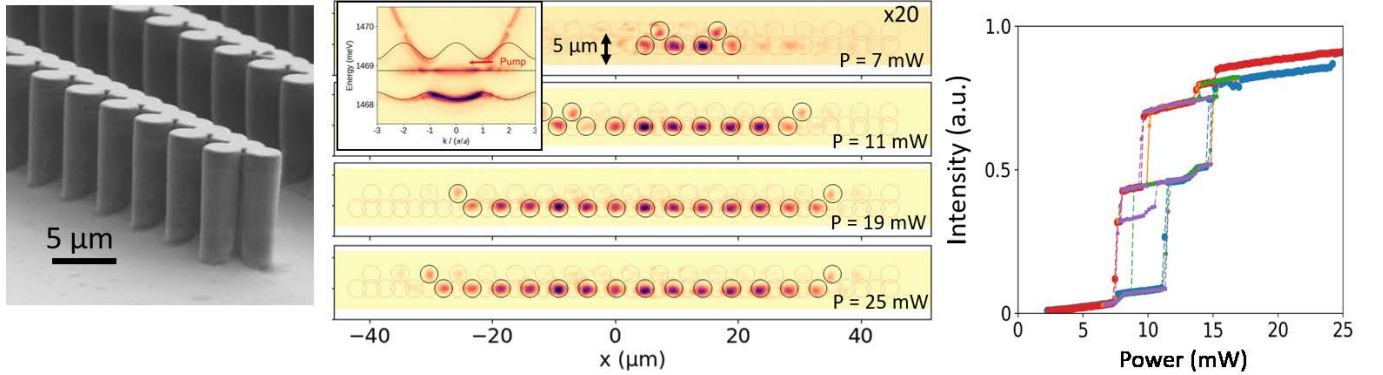 5 μm
1470
1469
1468
Energy (meV)
Pump
-3 -2 -1 0 1 2 3
k / (π/a)
x20
5 μm
P = 7 mW
P = 11 mW
P = 19 mW
P = 25 mW
−40 −20 0 20 40
x (μm)
1.0
0.5
0
Intensity (a.u.)
0 5 10 15 20 25
Power (mW)